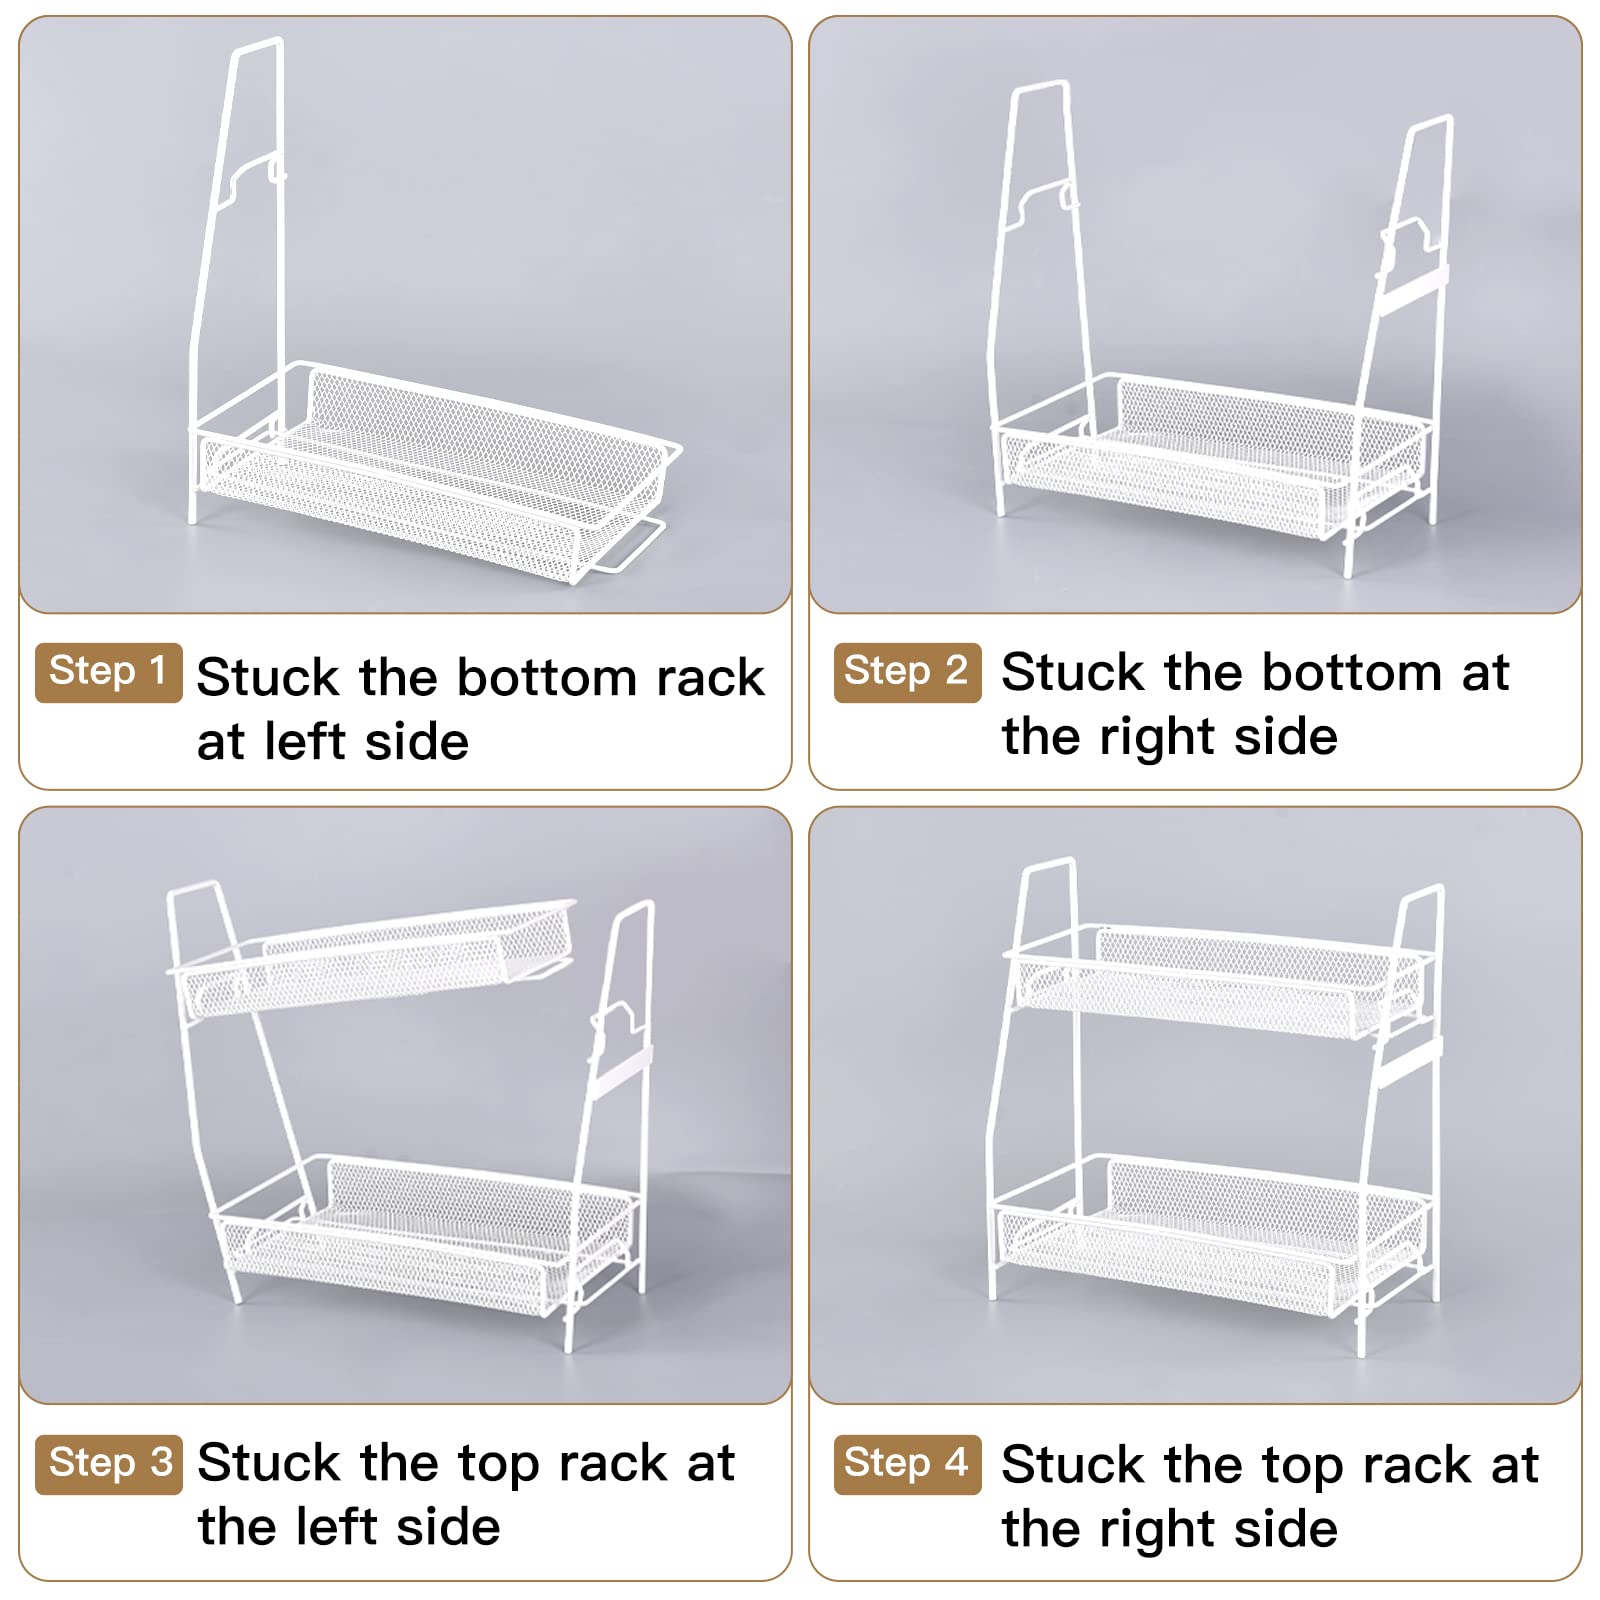 Step 1
Stuck the bottom rack
at left side
Step 2
Stuck the bottom at
the right side
Step 3
Stuck the top rack at
the left side
Step 4
Stuck the top rack at
the right side